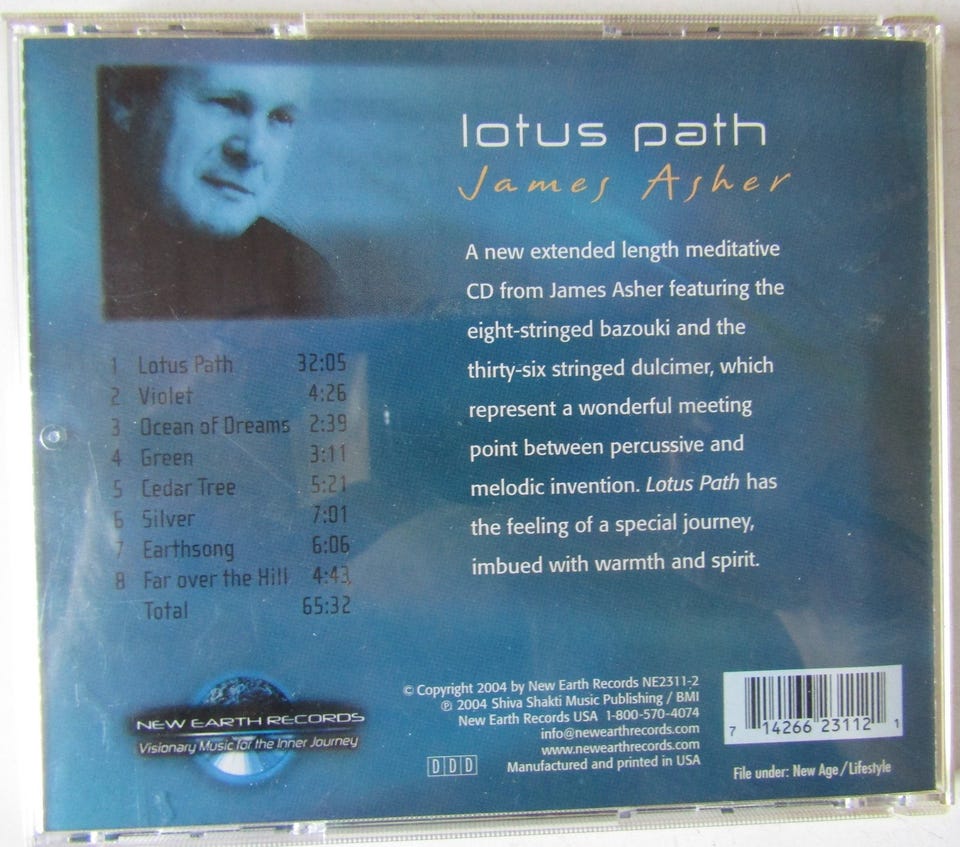 lotus path
James Asher
A new extended length meditative
CD from James Asher featuring the
eight-stringed bazouki and the
thirty-six stringed dulcimer, which
represent a wonderful meeting
point between percussive and
melodic invention. Lotus Path has
the feeling of a special journey,
imbued with warmth and spirit.
1 Lotus Path 32:05
2 Violet 4:26
3 Ocean of Dreams 2:39
4 Green 3:11
5 Cedar Tree 5:21
6 Silver 7:01
7 Earthsong 6:06
8 Far over the Hill 4:43
Total 65:32
NEW EARTH RECORDS
Visionary Music for the Inner Journey
© Copyright 2004 by New Earth Records NE2311-2
℗ 2004 Shiva Shakti Music Publishing / BMI
New Earth Records USA 1-800-570-4074
info@newearthrecords.com
www.newearthrecords.com
Manufactured and printed in USA
DDD
7 14266 23112 1
File under: New Age/Lifestyle